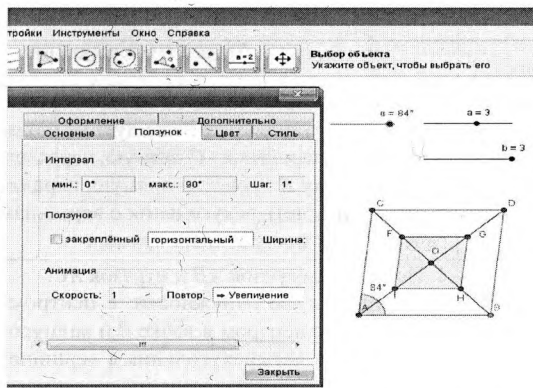 тройки Инструменты Окно Справка
a=2
Выбор объекта
Укажите объект, чтобы выбрать его
Оформление Дополнительно
Основные Ползунок Цвет Стиль
Интервал
мин.: 0° макс.: 90° Шаг: 1°
Ползунок
закреплённый горизонтальный Ширина:
Анимация
Скорость: 1 Повтор: ⇒ Увеличение
Закрыть
α = 84° a = 3
b = 3
C D
F G
O
84° I H
A B